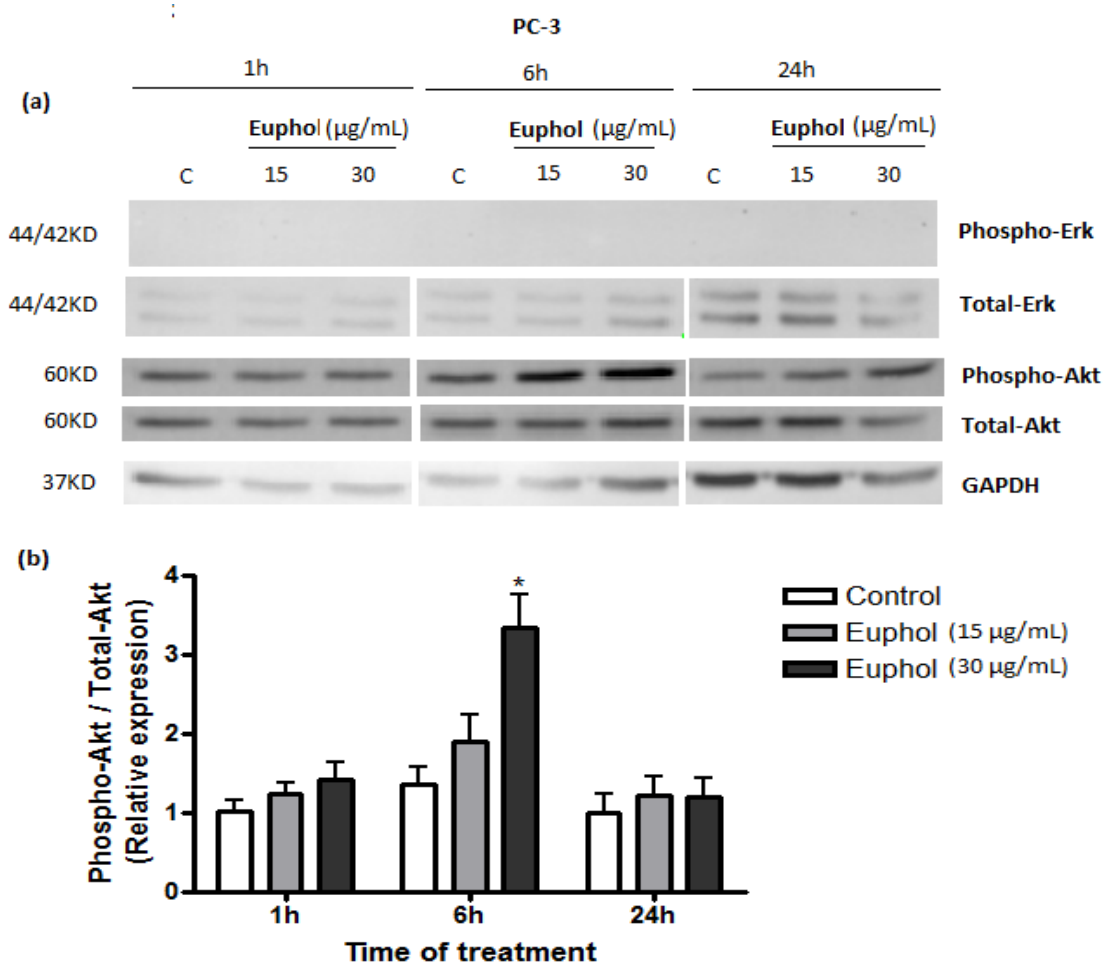 :
PC-3
1h 6h 24h
(a)
Euphol (µg/mL) Euphol (µg/mL) Euphol (µg/mL)
C 15 30 C 15 30 C 15 30
44/42KD Phospho-Erk
44/42KD Total-Erk
60KD Phospho-Akt
60KD Total-Akt
37KD GAPDH
(b)
Phospho-Akt / Total-Akt
(Relative expression)
4
3
2
1
0
*
Control
Euphol (15 µg/mL)
Euphol (30 µg/mL)
1h 6h 24h
Time of treatment